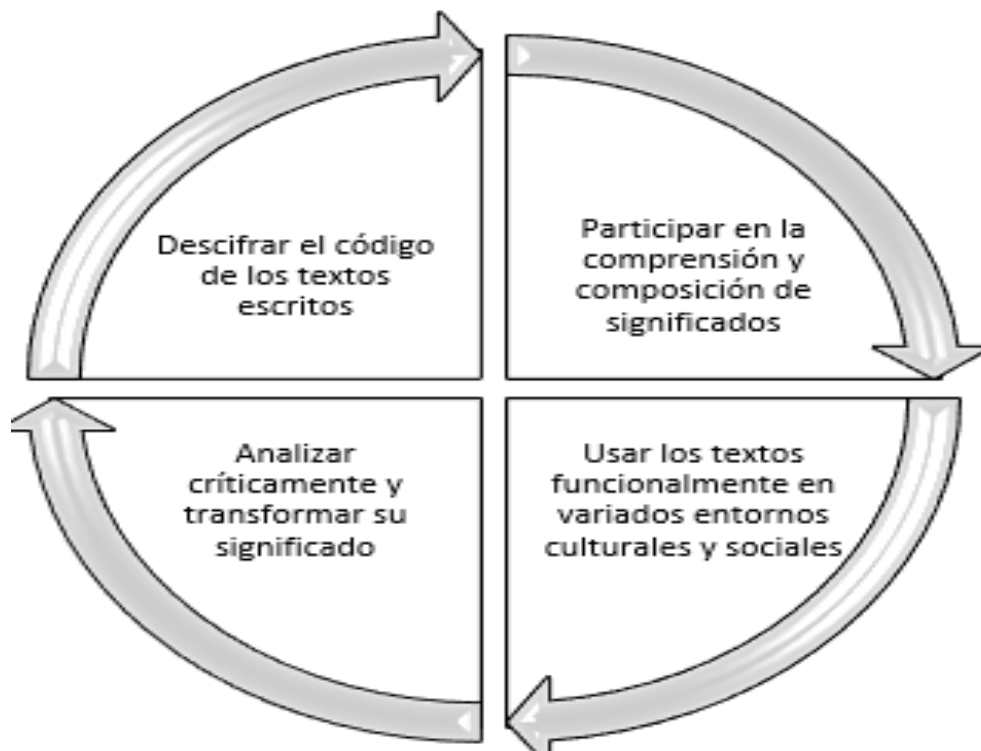 Descifrar el código
de los textos
escritos
Participar en la
comprensión y
composición de
significados
Analizar
críticamente y
transformar su
significado
Usar los textos
funcionalmente en
variados entornos
culturales y sociales